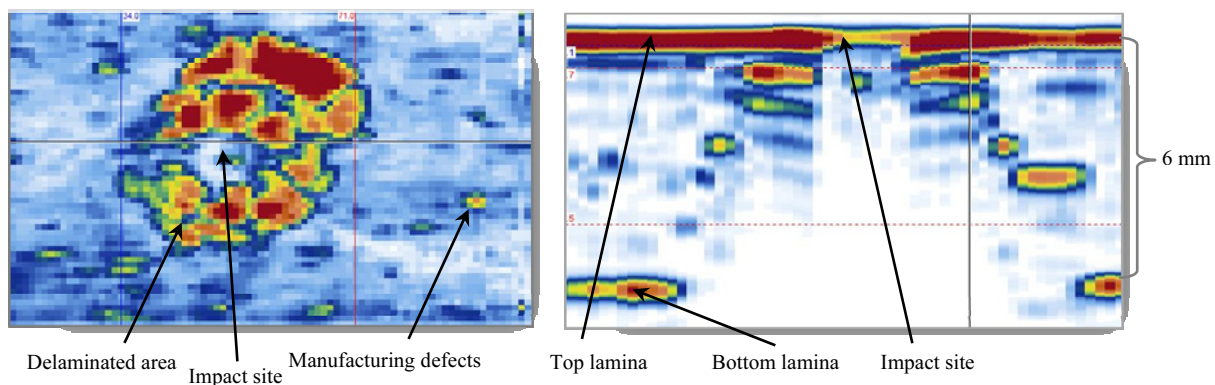 34.0
71.0
1
.7
.5
6 mm
Delaminated area
Impact site
Manufacturing defects
Top lamina
Bottom lamina
Impact site